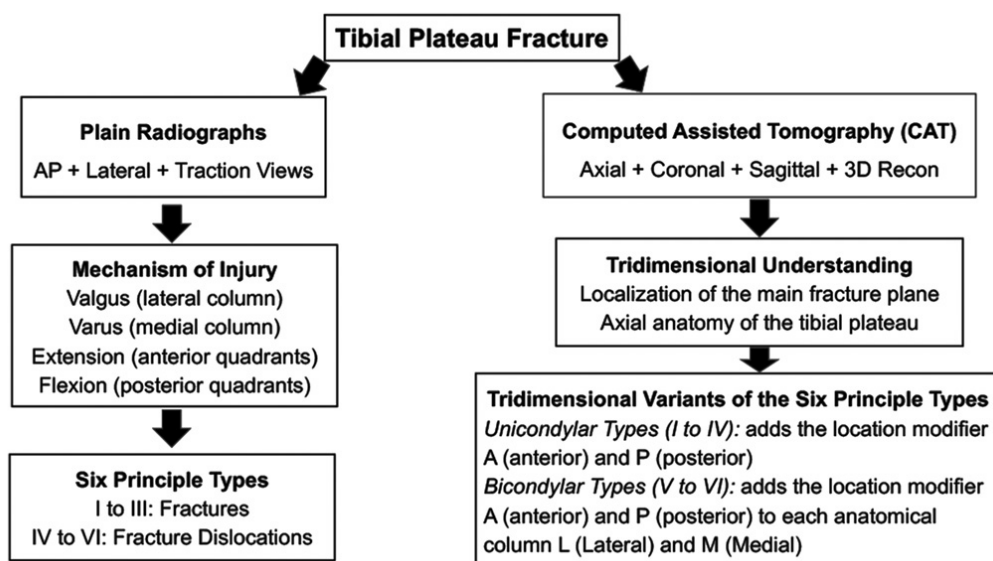 Tibial Plateau Fracture
Plain Radiographs
AP + Lateral + Traction Views
Mechanism of Injury
Valgus (lateral column)
Varus (medial column)
Extension (anterior quadrants)
Flexion (posterior quadrants)
Six Principle Types
I to III: Fractures
IV to VI: Fracture Dislocations
Computed Assisted Tomography (CAT)
Axial + Coronal + Sagittal + 3D Recon
Tridimensional Understanding
Localization of the main fracture plane
Axial anatomy of the tibial plateau
Tridimensional Variants of the Six Principle Types
Unicondylar Types (I to IV): adds the location modifier
A (anterior) and P (posterior)
Bicondylar Types (V to VI): adds the location modifier
A (anterior) and P (posterior) to each anatomical
column L (Lateral) and M (Medial)